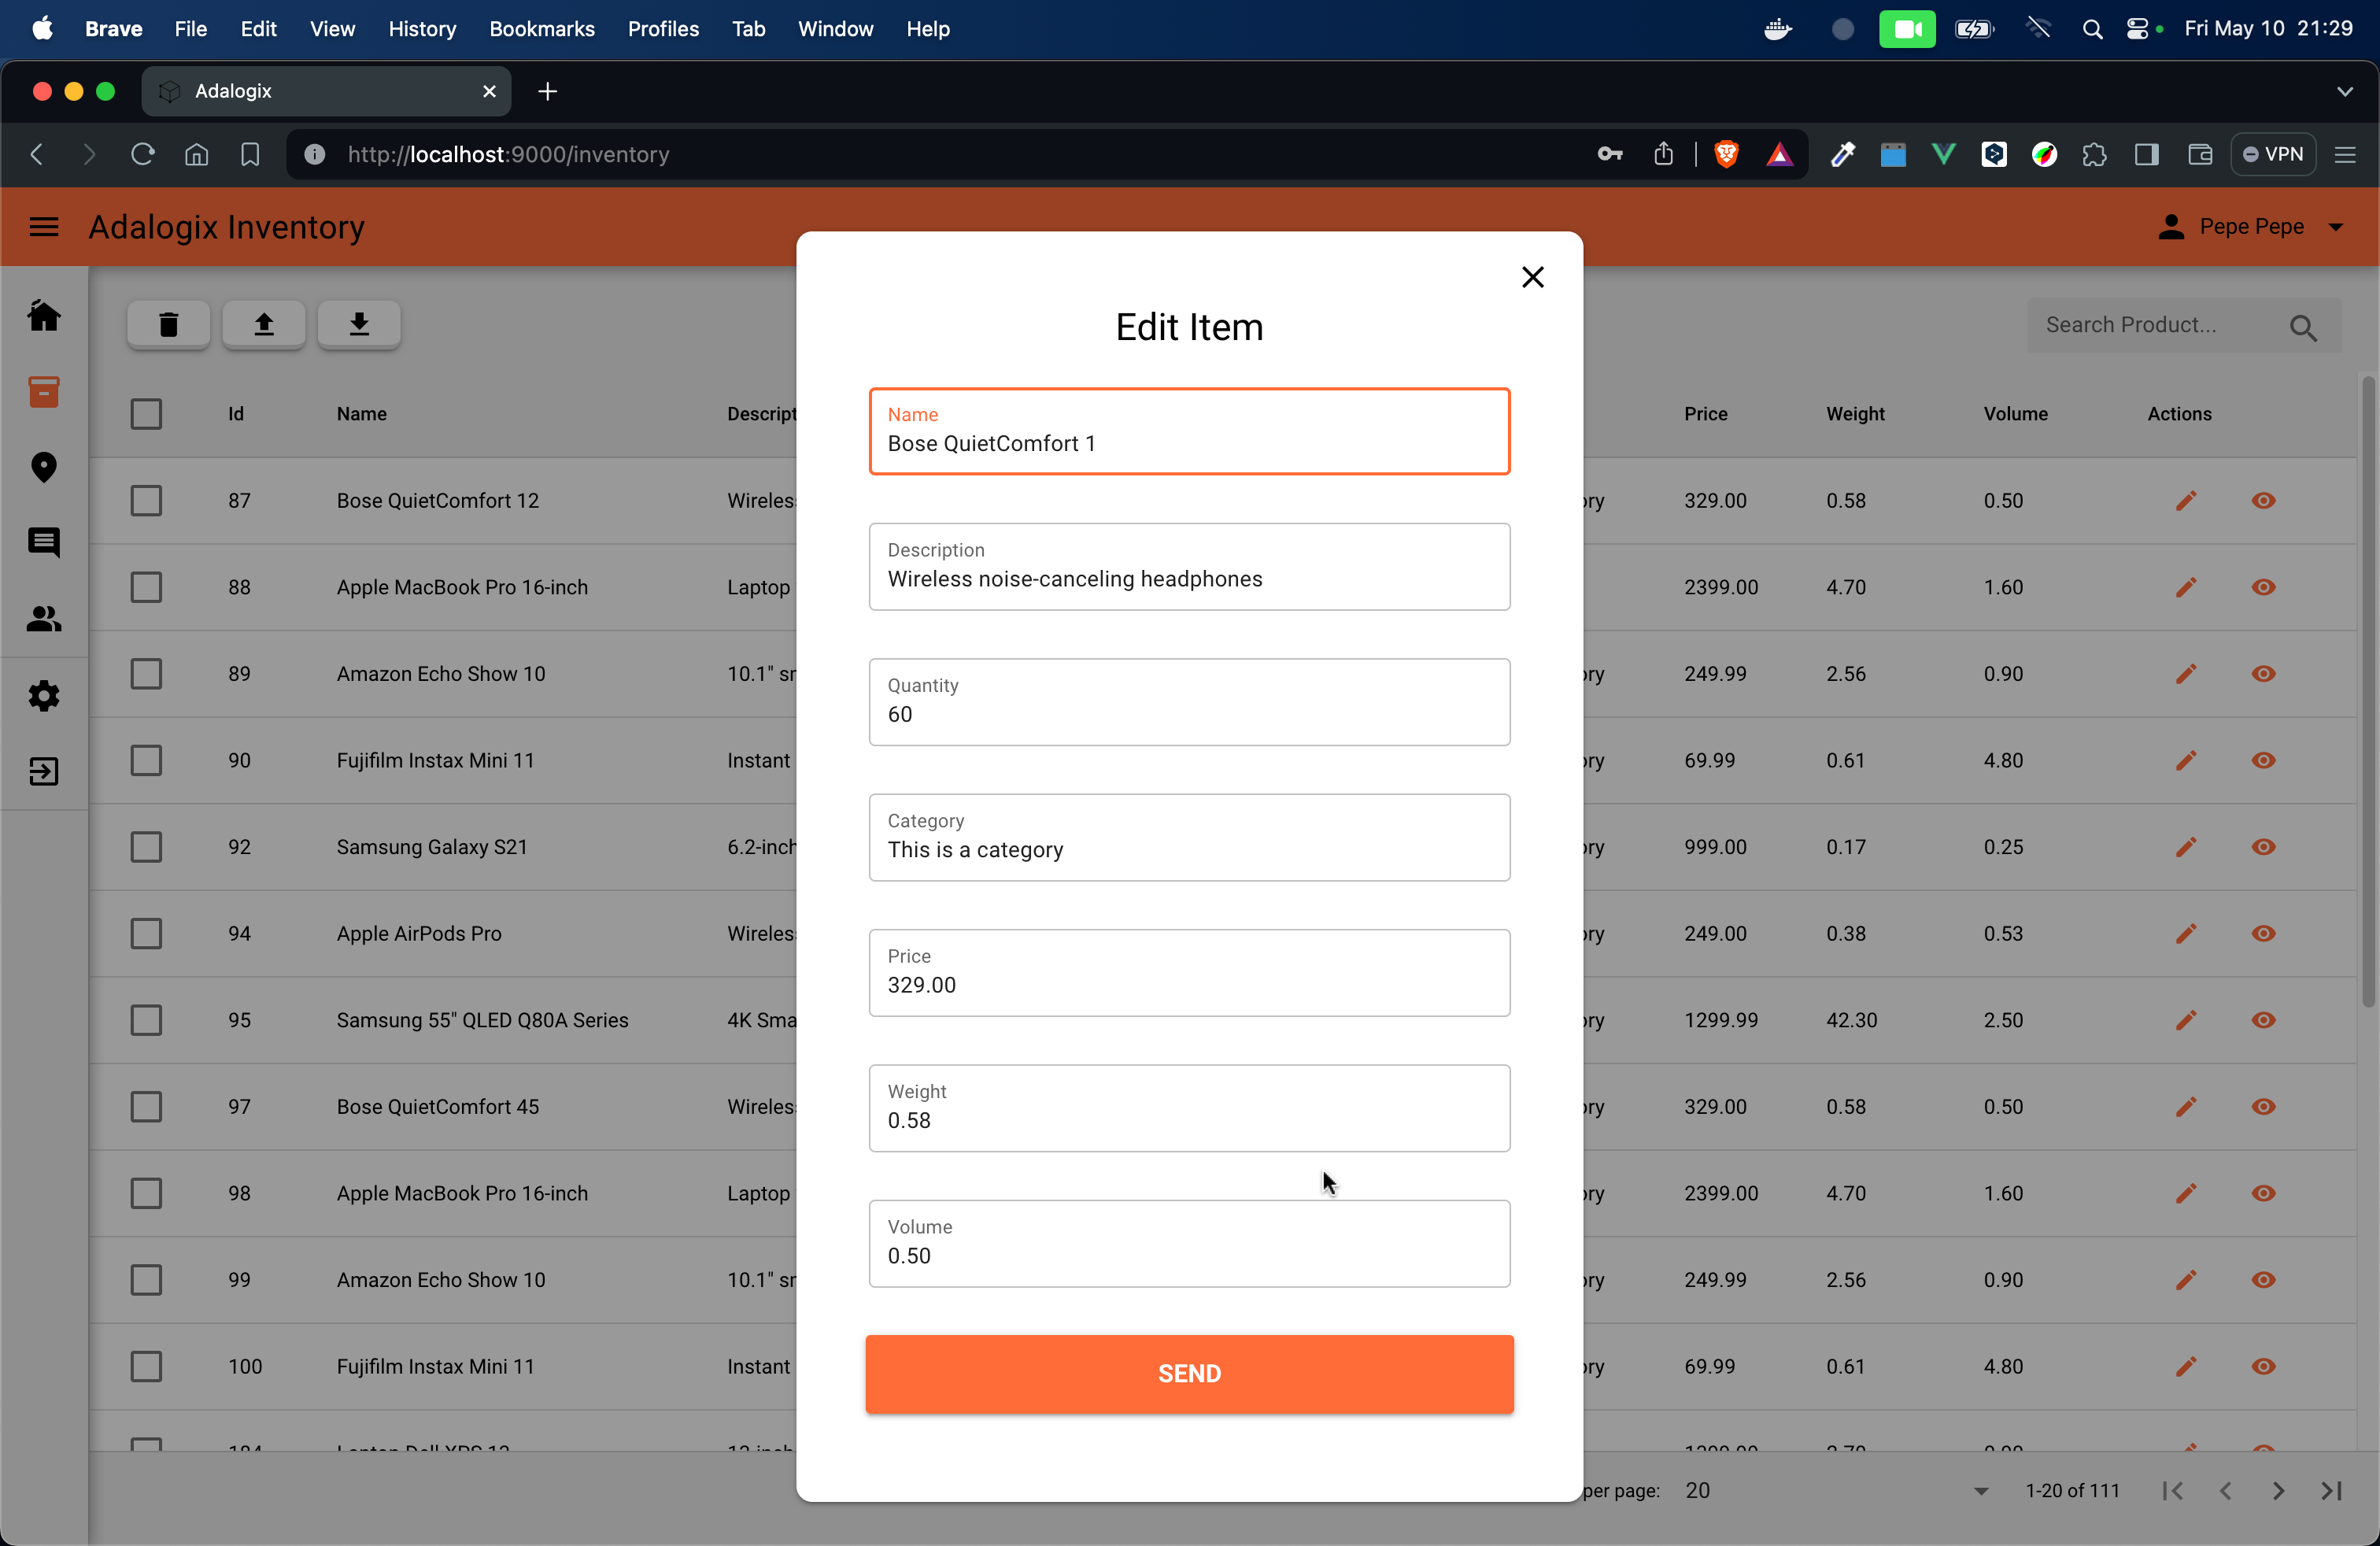 Brave File Edit View History Bookmarks Profiles Tab Window Help Fri May 10 21:29
Adalogix
http://localhost:9000/inventory VPN
Adalogix Inventory Pepe Pepe
Search Product...
Id Name Descript Price Weight Volume Actions
87 Bose QuietComfort 12 Wireles ory 329.00 0.58 0.50
88 Apple MacBook Pro 16-inch Laptop 2399.00 4.70 1.60
89 Amazon Echo Show 10 10.1" sr ory 249.99 2.56 0.90
90 Fujifilm Instax Mini 11 Instant ory 69.99 0.61 4.80
92 Samsung Galaxy S21 6.2-inch ory 999.00 0.17 0.25
94 Apple AirPods Pro Wireles ory 249.00 0.38 0.53
95 Samsung 55" QLED Q80A Series 4K Sma ory 1299.99 42.30 2.50
97 Bose QuietComfort 45 Wireles ory 329.00 0.58 0.50
98 Apple MacBook Pro 16-inch Laptop ory 2399.00 4.70 1.60
99 Amazon Echo Show 10 10.1" sr ory 249.99 2.56 0.90
100 Fujifilm Instax Mini 11 Instant ory 69.99 0.61 4.80
per page: 20 1-20 of 111
Edit Item
Name
Bose QuietComfort 1
Description
Wireless noise-canceling headphones
Quantity
60
Category
This is a category
Price
329.00
Weight
0.58
Volume
0.50
SEND